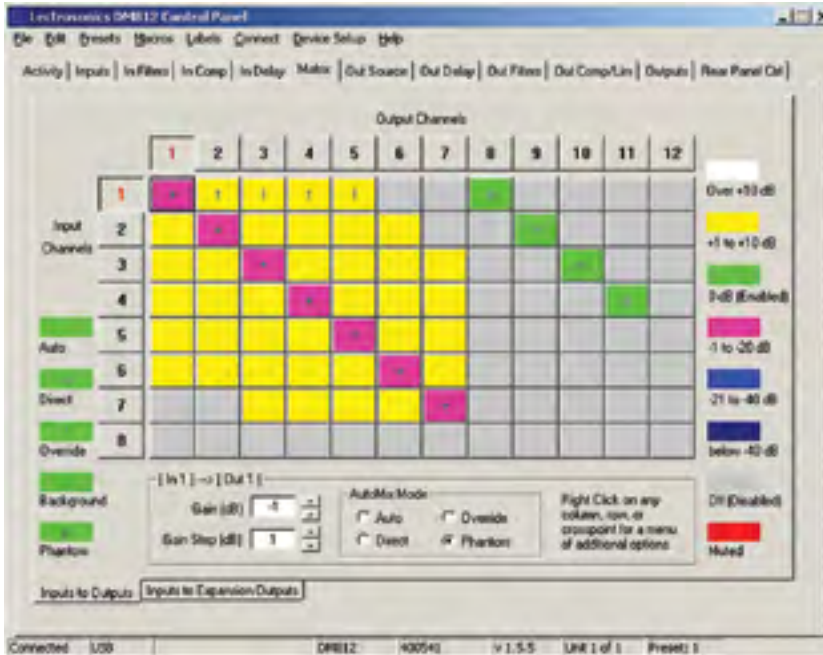 Lectrosonics DM812 Control Panel
File Edit Presets Macros Labels Connect Device Setup Help
Activity Inputs In Filters In Comp In Delay Matrix Out Source Out Delay Out Filters Out Comp/Lim Outputs Rear Panel Ctrl
Output Channels
1 2 3 4 5 6 7 8 9 10 11 12
Input
Channels
1
2
3
4
5
6
7
8
Auto
Direct
Override
Background
Phantom
Over +10 dB
+1 to +10 dB
0 dB (Enabled)
-1 to -20 dB
-21 to -40 dB
below -40 dB
Off (Disabled)
Muted
[ In 1 ] --> [ Out 1 ]
Gain (dB) -1
Gain Step (dB) 1
AutoMix Mode
Auto Override
Direct Phantom
Right Click on any
column, row, or
crosspoint for a menu
of additional options
Inputs to Outputs Inputs to Expansion Outputs
Connected USB DM812 400541 v 1.5.5 Unit 1 of 1 Preset: 1